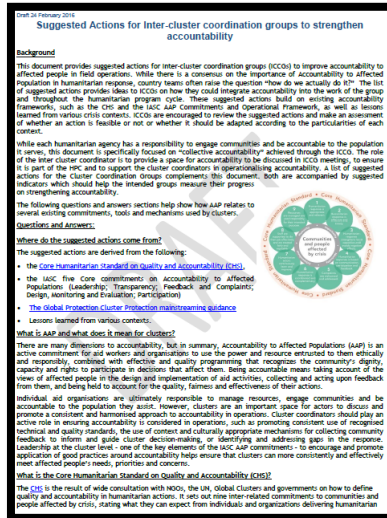 Draft 24 February 2016
Suggested Actions for Inter-cluster coordination groups to strengthen
accountability
Background
This document provides suggested actions for Inter-cluster coordination groups (ICCGs) to improve accountability to
affected people in field operations. While there is a consensus on the importance of Accountability to Affected
Population in humanitarian response, country teams often raise the question "how do we actually do it?" The list
of suggested actions provides ideas to ICCGs on how they could integrate accountability into the work of the group
and throughout the humanitarian program cycle. These suggested actions build on existing accountability
frameworks, such as the CHS and the IASC AAP Commitments and Operational Framework, as well as lessons
learned from various crisis contexts. ICCGs are encouraged to review the suggested actions and make an assessment
of whether an action is feasible or not or whether it should be adapted according to the particularities of each
context.
While each humanitarian agency has a responsibility to engage communities and be accountable to the population
it serves, this document is specifically focused on "collective accountability" achieved through the ICCG. The role
of the inter cluster coordinator is to provide a space for accountability to be discussed in ICCG meetings, to ensure
it is part of the HPC and to support the cluster coordinators in operationalising accountability. A list of suggested
actions for the Cluster Coordination Groups complements this document. Both are accompanied by suggested
indicators which should help the intended groups measure their progress
on strengthening accountability.
The following questions and answers sections help show how AAP relates to
several existing commitments, tools and mechanisms used by clusters.
Questions and Answers:
Where do the suggested actions come from?
The suggested actions are derived from the following:
• the Core Humanitarian Standard on Quality and Accountability (CHS),
• the IASC five Core commitments on Accountability to Affected
Populations (Leadership; Transparency; Feedback and Complaints;
Design, Monitoring and Evaluation; Participation)
• The Global Protection Cluster Protection mainstreaming guidance
• Lessons learned from various contexts.
Core Humanitarian Standard
Communities
and people
affected
by crisis
What is AAP and what does it mean for clusters?
There are many dimensions to accountability, but in summary, Accountability to Affected Populations (AAP) is an
active commitment for aid workers and organisations to use the power and resource entrusted to them ethically
and responsibly, combined with effective and quality programming that recognizes the community's dignity,
capacity and rights to participate in decisions that affect them. Being accountable means taking account of the
views of affected people in the design and implementation of aid activities, collecting and acting upon feedback
from them, and being held to account for the quality, fairness and effectiveness of their actions.
Individual aid organisations are ultimately responsible to manage resources, engage communities and be
accountable to the population they assist. However, clusters are an important space for actors to discuss and
promote a consistent and harmonised approach to accountability in operations. Cluster coordinators should play an
active role in ensuring accountability is considered in operations, such as promoting consistent use of recognised
technical and quality standards, the use of context and culturally appropriate mechanisms for collecting community
feedback to inform and guide cluster decision-making, or identifying and addressing gaps in the response.
Leadership at the cluster level - one of the key elements of the IASC AAP commitments - to encourage and promote
application of good practices around accountability helps ensure that clusters can more consistently and effectively
meet affected people's needs, priorities and concerns.
What is the Core Humanitarian Standard on Quality and Accountability (CHS)?
The CHS is the result of wide consultation with NGOs, the UN, Global Clusters and governments on how to define
quality and accountability in humanitarian actions. It sets out nine inter-related commitments to communities and
people affected by crisis, stating what they can expect from individuals and organizations delivering humanitarian